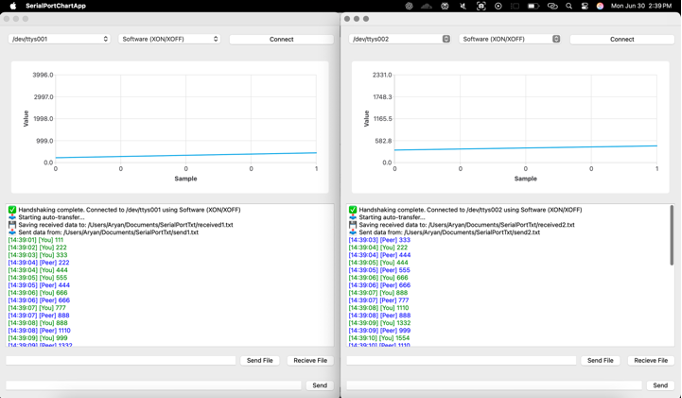 SerialPortChartApp
Mon Jun 30 2:39 PM
/dev/ttys001
Software (XON/XOFF)
Connect
3996.0
2997.0
1998.0
999.0
0.0
Value
0 0 0 1
Sample
Handshaking complete. Connected to /dev/ttys001 using Software (XON/XOFF)
Starting auto-transfer...
Saving received data to: /Users/Aryan/Documents/SerialPortTxt/received1.txt
Sent data from: /Users/Aryan/Documents/SerialPortTxt/send1.txt
[14:39:01] [You] 111
[14:39:02] [You] 222
[14:39:03] [You] 333
[14:39:04] [Peer] 222
[14:39:04] [You] 444
[14:39:05] [You] 555
[14:39:05] [Peer] 444
[14:39:06] [You] 666
[14:39:06] [Peer] 666
[14:39:07] [You] 777
[14:39:07] [Peer] 888
[14:39:08] [You] 888
[14:39:08] [Peer] 1110
[14:39:09] [You] 999
[14:39:09] [Peer] 1332
Send File
Recieve File
Send
/dev/ttys002
Software (XON/XOFF)
Connect
2331.0
1748.3
1165.5
582.8
0.0
Value
0 0 0 1
Sample
Handshaking complete. Connected to /dev/ttys002 using Software (XON/XOFF)
Starting auto-transfer...
Saving received data to: /Users/Aryan/Documents/SerialPortTxt/received2.txt
Sent data from: /Users/Aryan/Documents/SerialPortTxt/send2.txt
[14:39:03] [Peer] 333
[14:39:04] [You] 222
[14:39:04] [Peer] 444
[14:39:05] [You] 444
[14:39:05] [Peer] 555
[14:39:06] [You] 666
[14:39:06] [Peer] 666
[14:39:07] [You] 888
[14:39:07] [Peer] 777
[14:39:08] [You] 1110
[14:39:08] [Peer] 888
[14:39:09] [You] 1332
[14:39:09] [Peer] 999
[14:39:10] [You] 1554
[14:39:10] [Peer] 1110
Send File
Recieve File
Send